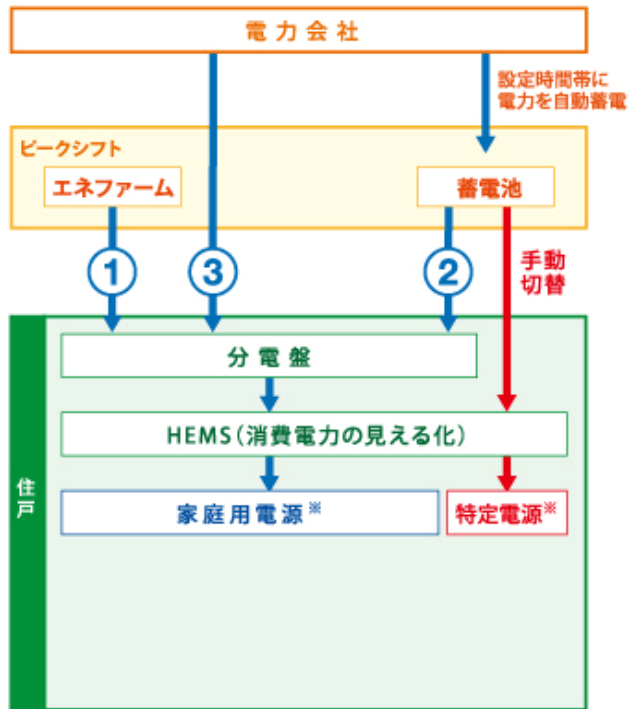 電力会社
設定時間帯に
電力を自動蓄電
ピークシフト
エネファーム
蓄電池
① ③ ②
手動
切替
分電盤
HEMS(消費電力の見える化)
住戸
家庭用電源※
特定電源※